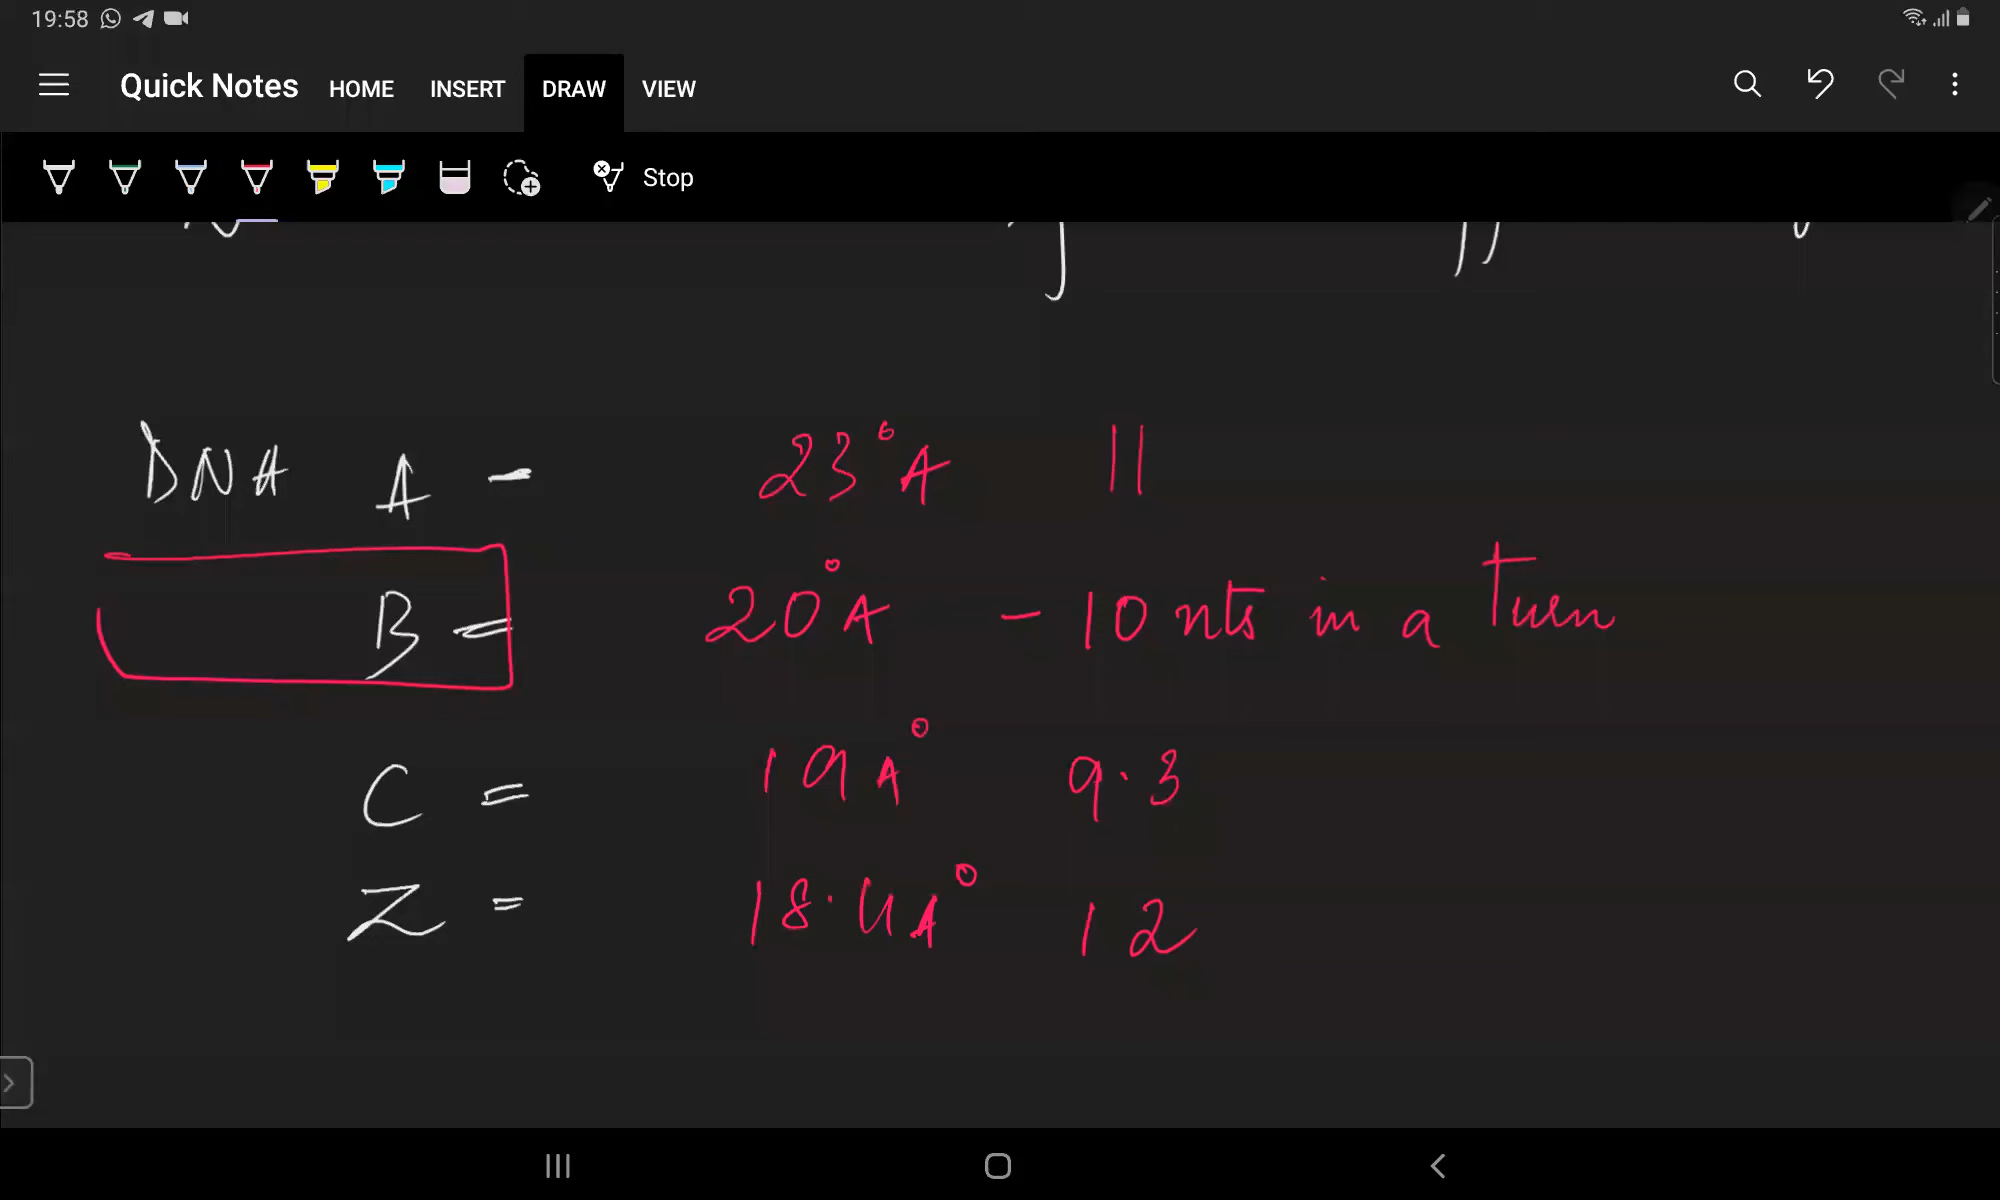 19:58
Quick Notes HOME INSERT DRAW VIEW
Stop
DNA A - 23°A 11
B = 20°A - 10 nts in a Turn
C = 19A° 9.3
Z = 18.4A° 12